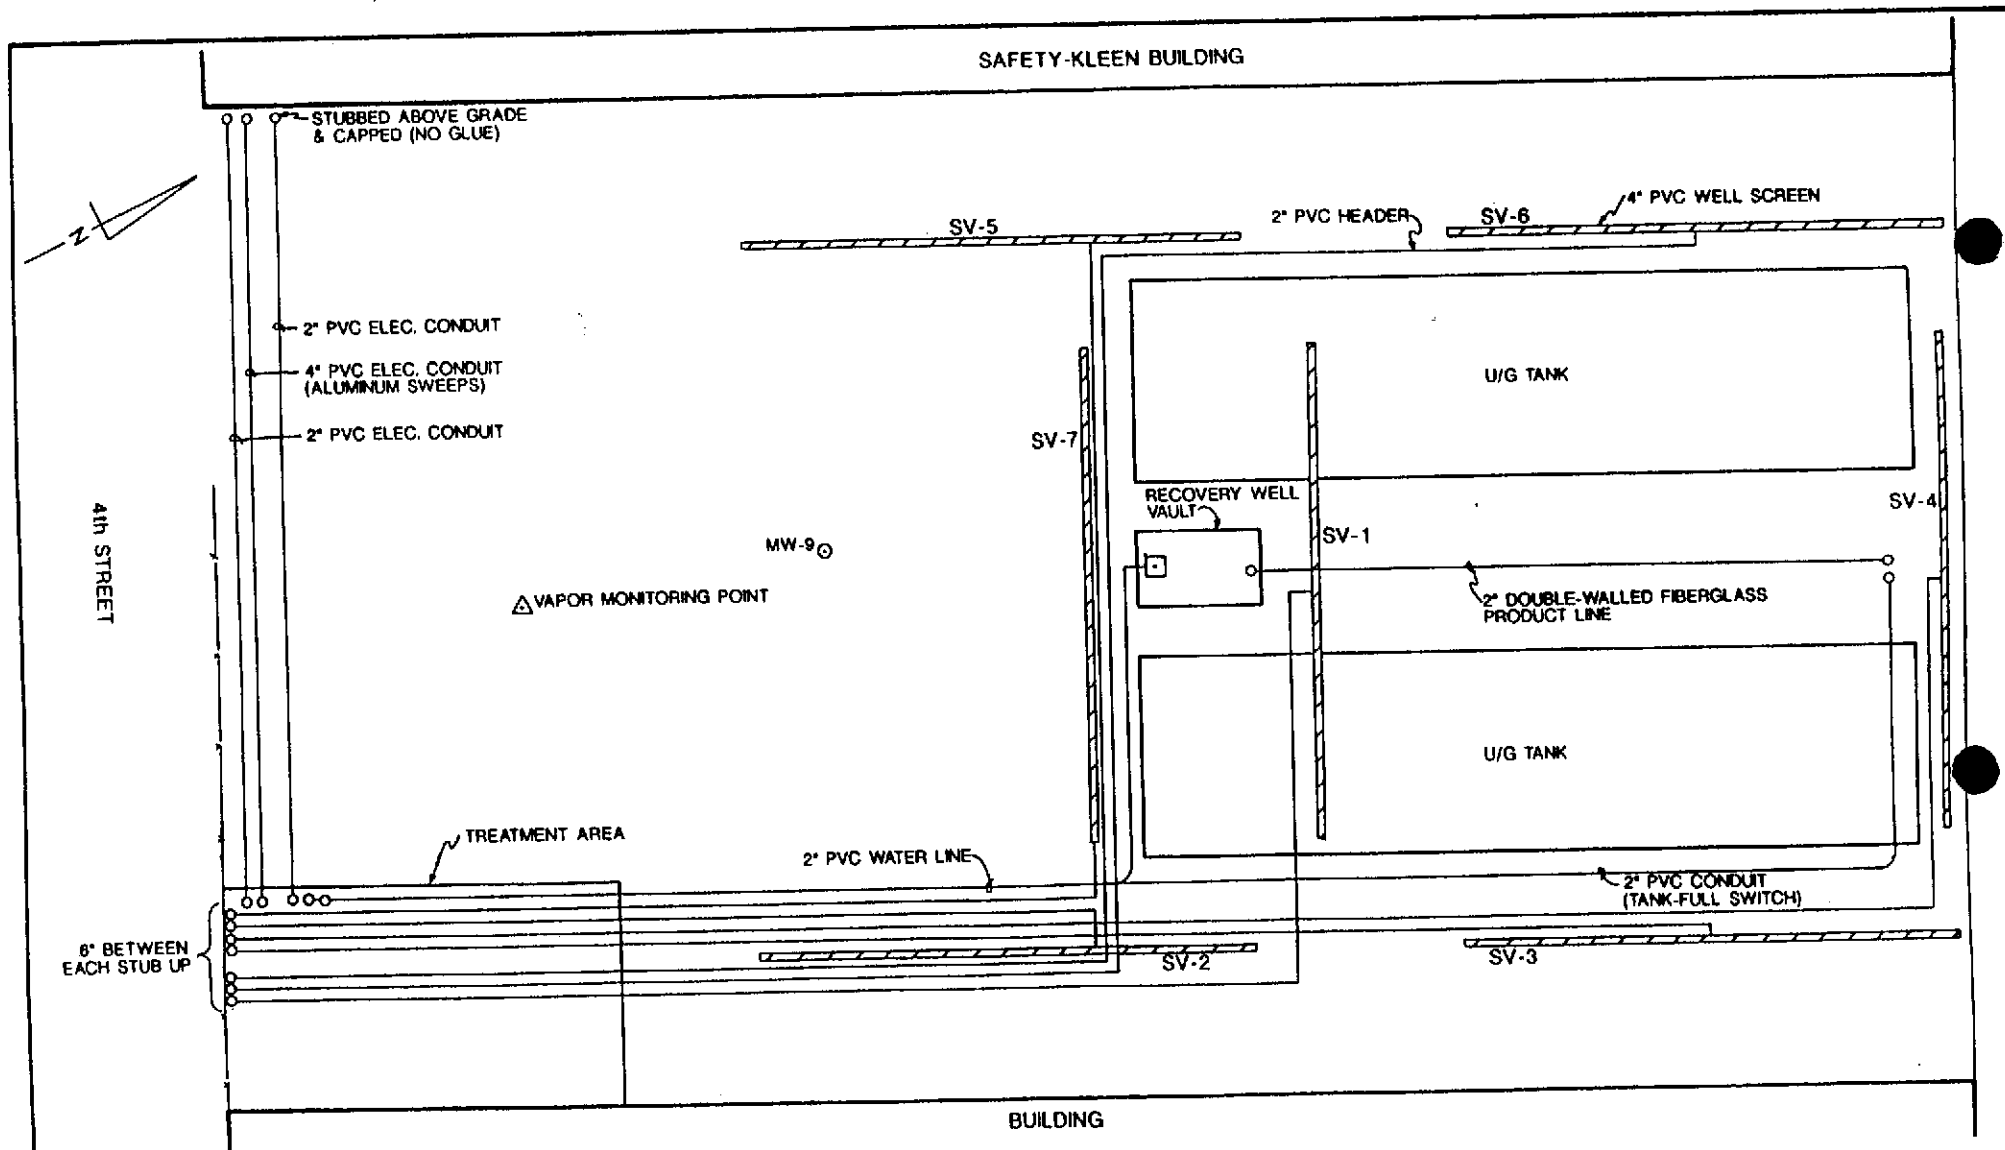 SAFETY-KLEEN BUILDING
STUBBED ABOVE GRADE
& CAPPED (NO GLUE)
N
SV-5
2" PVC HEADER
SV-6
4" PVC WELL SCREEN
2" PVC ELEC. CONDUIT
4" PVC ELEC. CONDUIT
(ALUMINUM SWEEPS)
2" PVC ELEC. CONDUIT
U/G TANK
SV-7
RECOVERY WELL
VAULT
SV-4
SV-1
4th STREET
MW-9
VAPOR MONITORING POINT
2" DOUBLE-WALLED FIBERGLASS
PRODUCT LINE
U/G TANK
TREATMENT AREA
2" PVC WATER LINE
2" PVC CONDUIT
(TANK-FULL SWITCH)
6" BETWEEN
EACH STUB UP
SV-2
SV-3
BUILDING